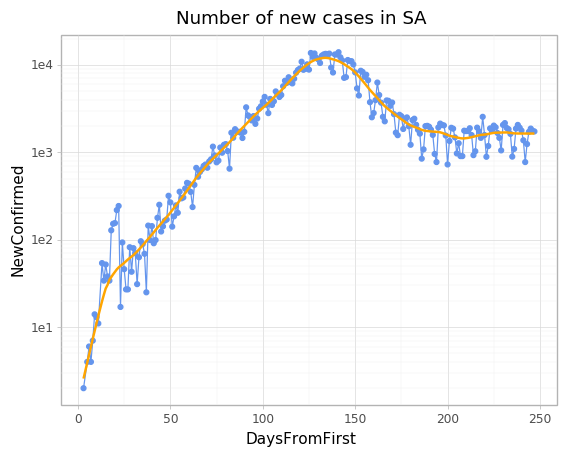 Number of new cases in SA
1e4
1e3
1e2
1e1
NewConfirmed
0
50
100
150
200
250
DaysFromFirst